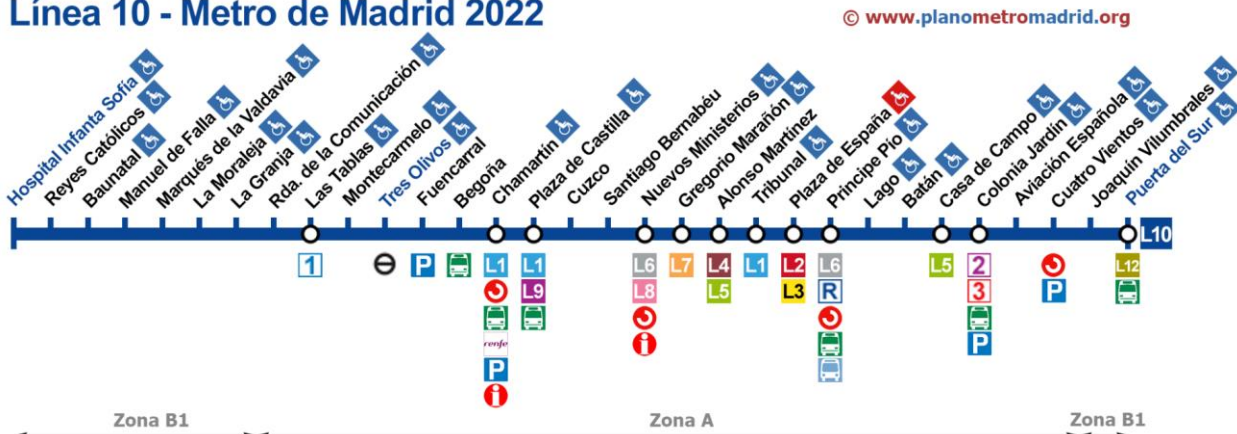 Línea 10 - Metro de Madrid 2022
© www.planometromadrid.org
Hospital Infanta Sofía
Reyes Católicos
Baunatal
Manuel de Falla
Marqués de la Valdavia
La Moraleja
La Granja
Rda. de la Comunicación
Las Tablas
Montecarmelo
Tres Olivos
Fuencarral
Begoña
Chamartín
Plaza de Castilla
Cuzco
Santiago Bernabéu
Nuevos Ministerios
Gregorio Marañón
Alonso Martínez
Tribunal
Plaza de España
Príncipe Pío
Lago
Batán
Casa de Campo
Colonia Jardín
Aviación Española
Cuatro Vientos
Joaquín Vilumbrales
Puerta del Sur
L10
1 P L1 L1 L6 L7 L4 L1 L2 L6 L5 2 L12
L9 L8 L5 L3 R 3 P
renfe i P
P
i
Zona B1 Zona A Zona B1